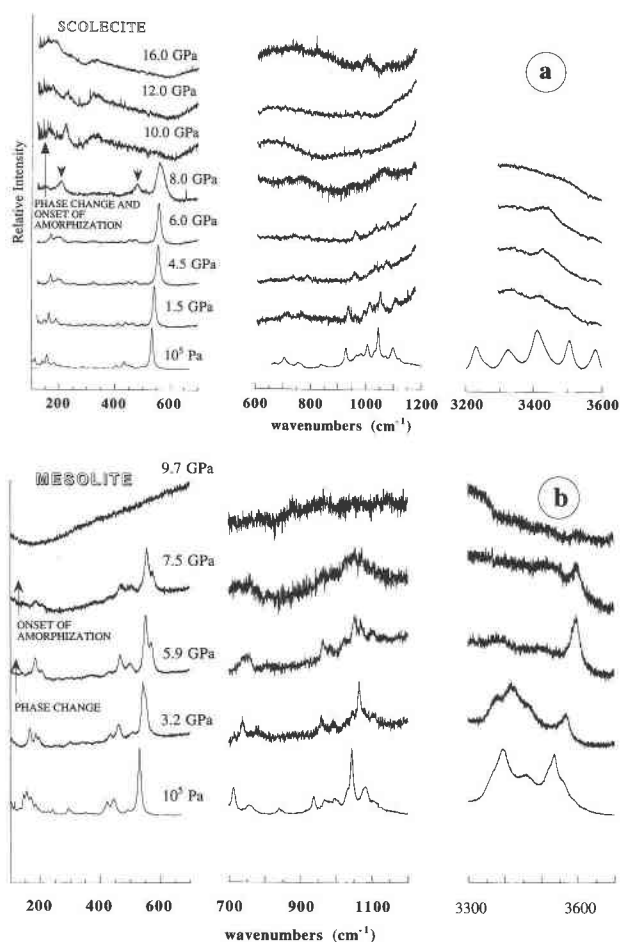 SCOLECITE
a
16.0 GPa
12.0 GPa
10.0 GPa
8.0 GPa
PHASE CHANGE AND
ONSET OF
AMORPHIZATION
6.0 GPa
4.5 GPa
1.5 GPa
10⁵ Pa
Relative Intensity
200 400 600
600 800 1000 1200
3200 3400 3600
wavenumbers (cm⁻¹)
MESOLITE
b
9.7 GPa
7.5 GPa
ONSET OF
AMORPHIZATION
5.9 GPa
PHASE CHANGE
3.2 GPa
10⁵ Pa
200 400 600
700 900 1100
3300 3600
wavenumbers (cm⁻¹)